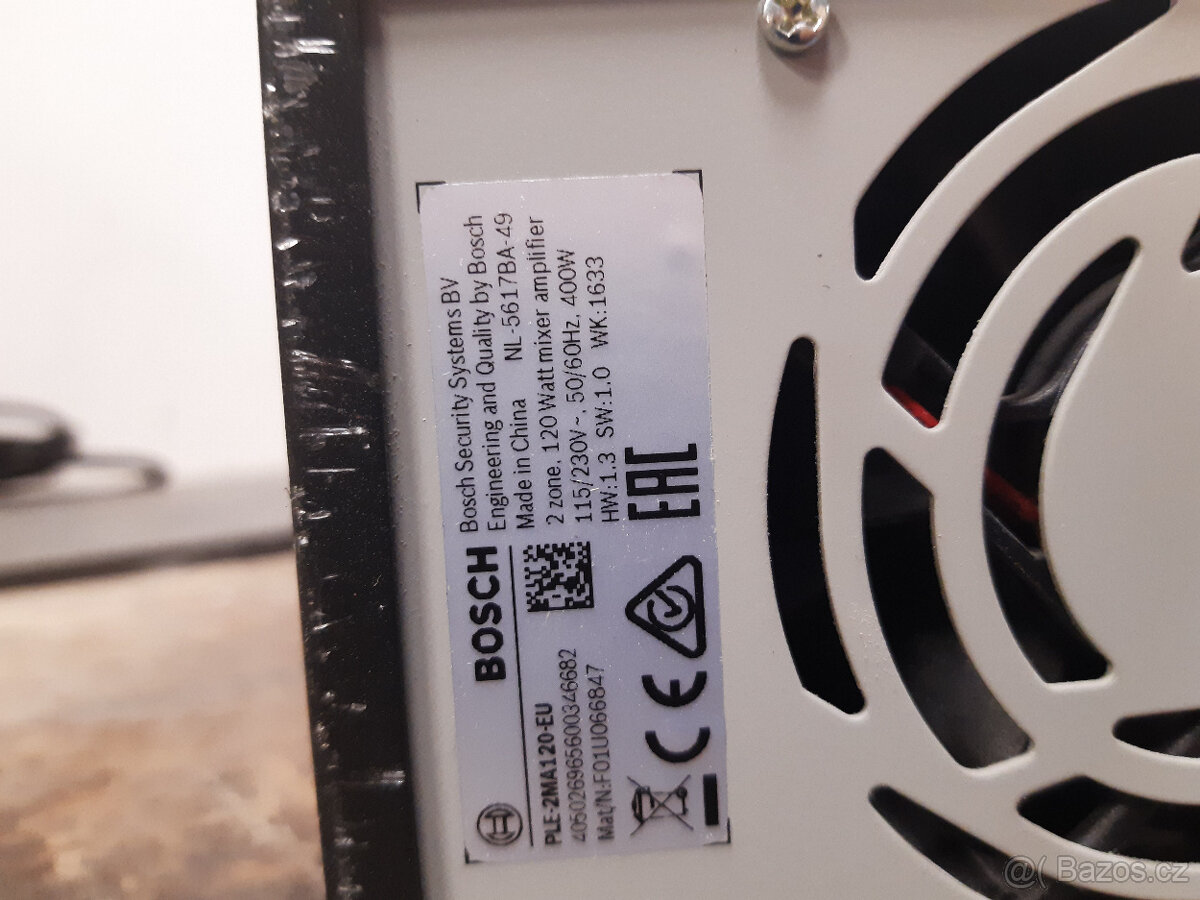 BOSCH
Bosch Security Systems BV
Engineering and Quality by Bosch
Made in China NL-5617BA-49
PLE-2MA120-EU
2 zone. 120 Watt mixer amplifier
4050269656600346682
115/230V~, 50/60Hz, 400W
Mat/N:F01U066847
HW:1.3 SW:1.0 WK:1633
CE
EAC
@( Bazos.cz